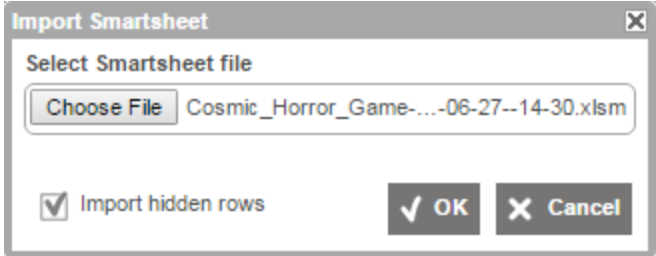 Import Smartsheet
Select Smartsheet file
Choose File Cosmic_Horror_Game-...-06-27--14-30.xlsm
Import hidden rows OK Cancel